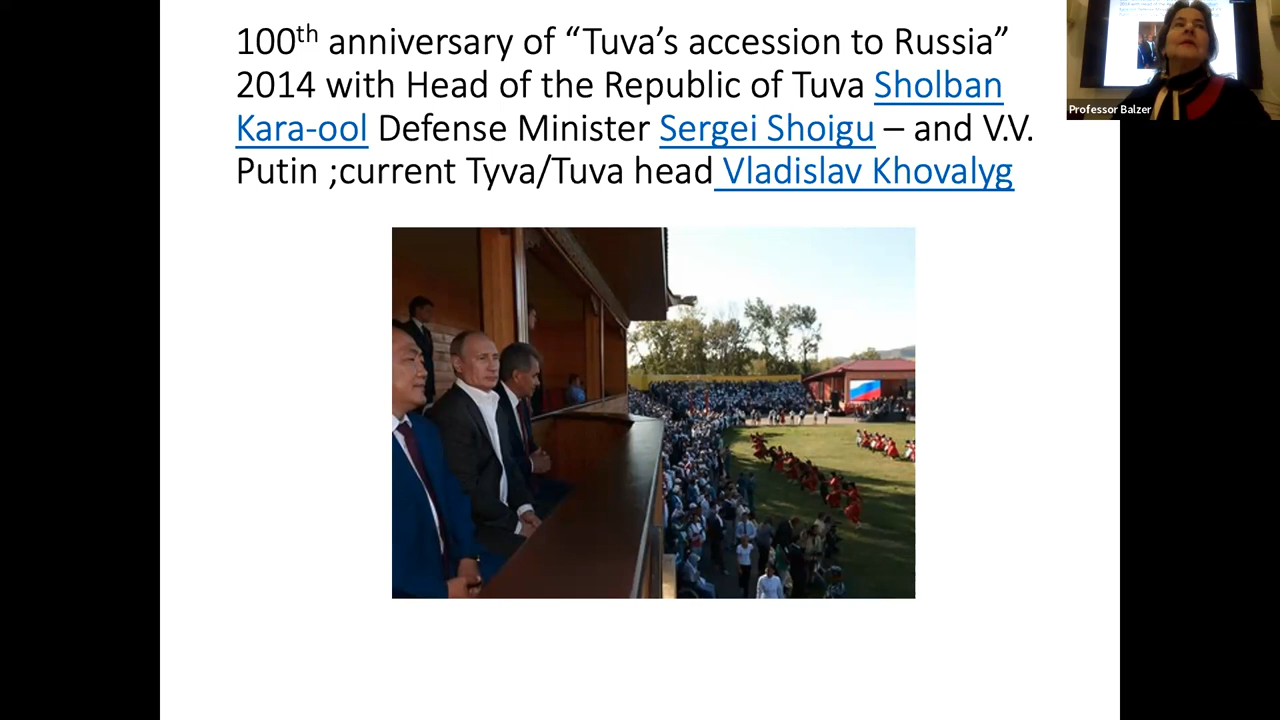 100th anniversary of “Tuva’s accession to Russia”
2014 with Head of the Republic of Tuva Sholban
Kara-ool Defense Minister Sergei Shoigu – and V.V.
Putin ;current Tyva/Tuva head Vladislav Khovalyg
Professor Balzer